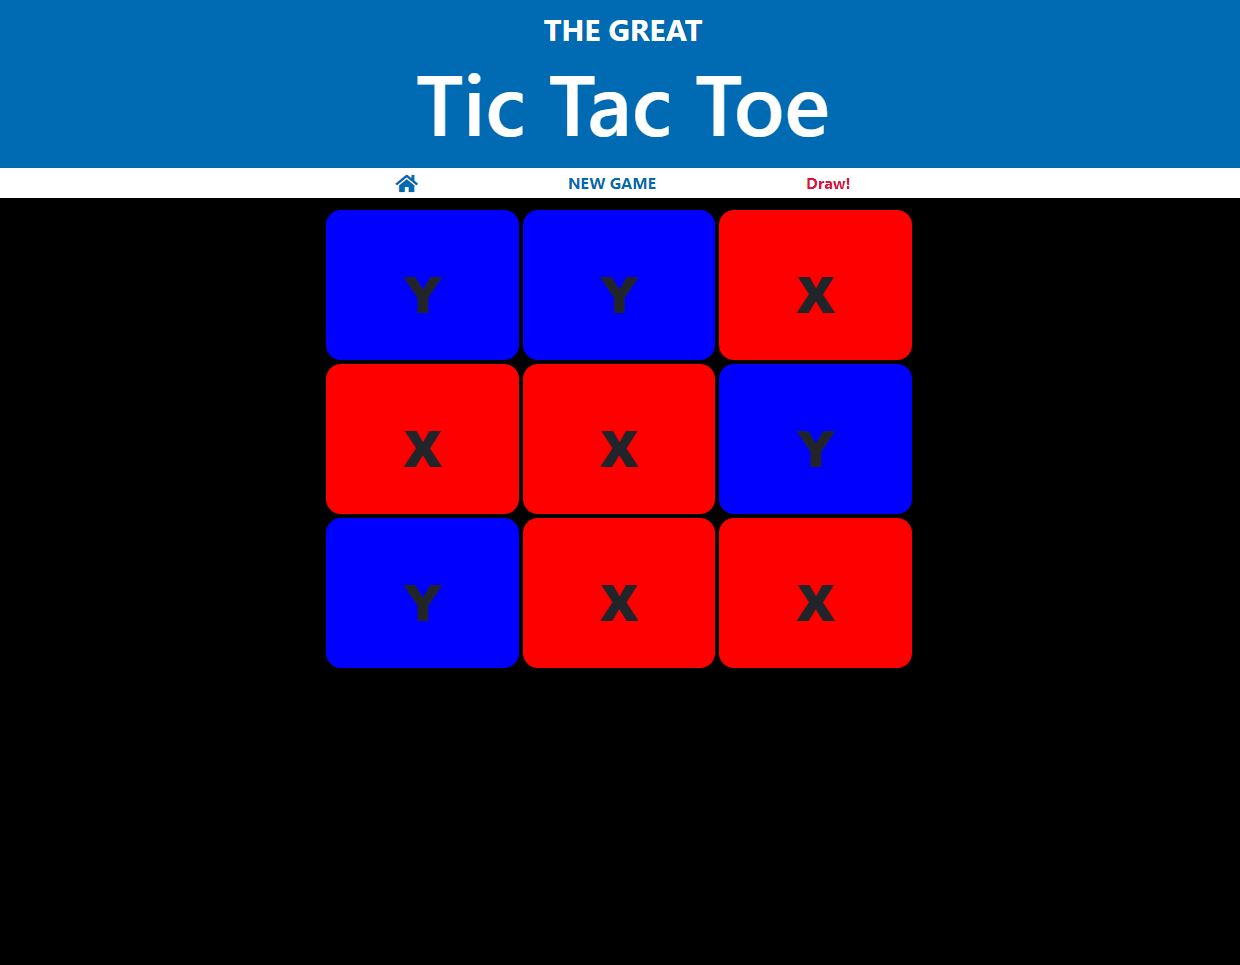 THE GREAT
Tic Tac Toe
NEW GAME Draw!
Y Y X
X X Y
Y X X